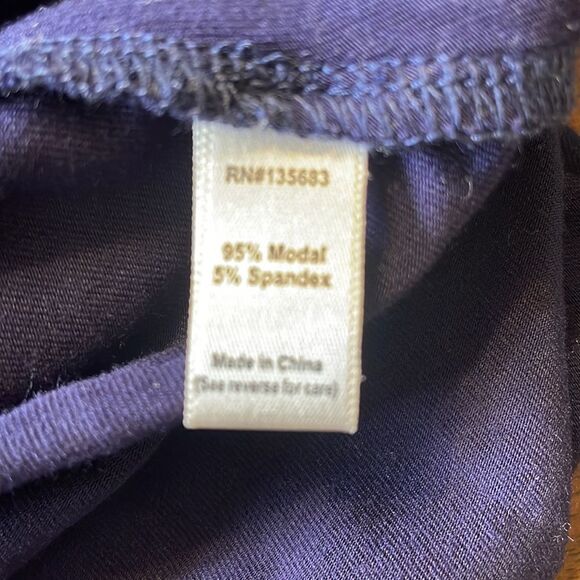 RN#135683
95% Modal
5% Spandex
Made in China
(See reverse for care)